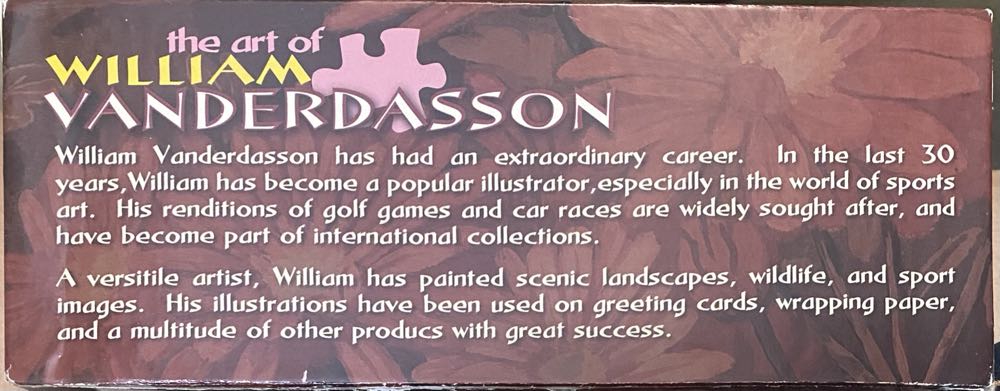 the art of
WILLIAM
VANDERDASSON
William Vanderdasson has had an extraordinary career. In the last 30
years,William has become a popular illustrator,especially in the world of sports
art. His renditions of golf games and car races are widely sought after, and
have become part of international collections.
A versitile artist, William has painted scenic landscapes, wildlife, and sport
images. His illustrations have been used on greeting cards, wrapping paper,
and a multitude of other producs with great success.